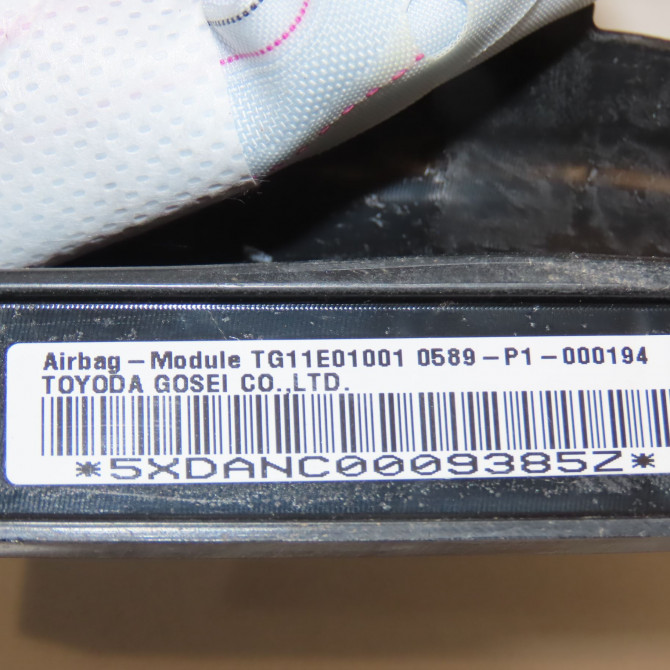 Airbag-Module TG11E01001 0589-P1-000194
TOYODA GOSEI CO.,LTD.
*5XDANC0009385Z*